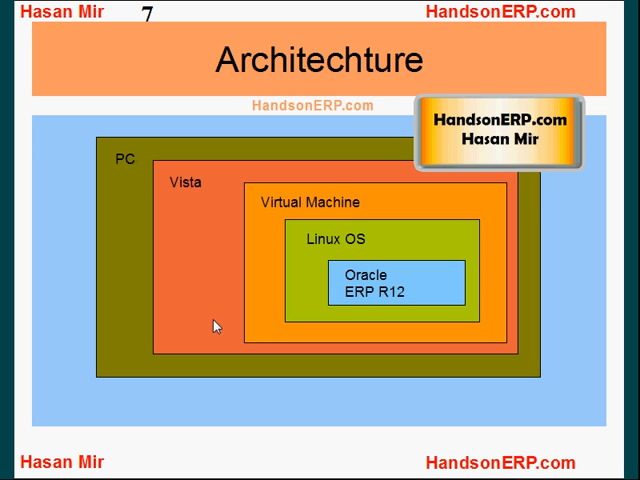 Hasan Mir
7
HandsonERP.com
Architechture
HandsonERP.com
HandsonERP.com
Hasan Mir
PC
Vista
Virtual Machine
Linux OS
Oracle
ERP R12
Hasan Mir
HandsonERP.com